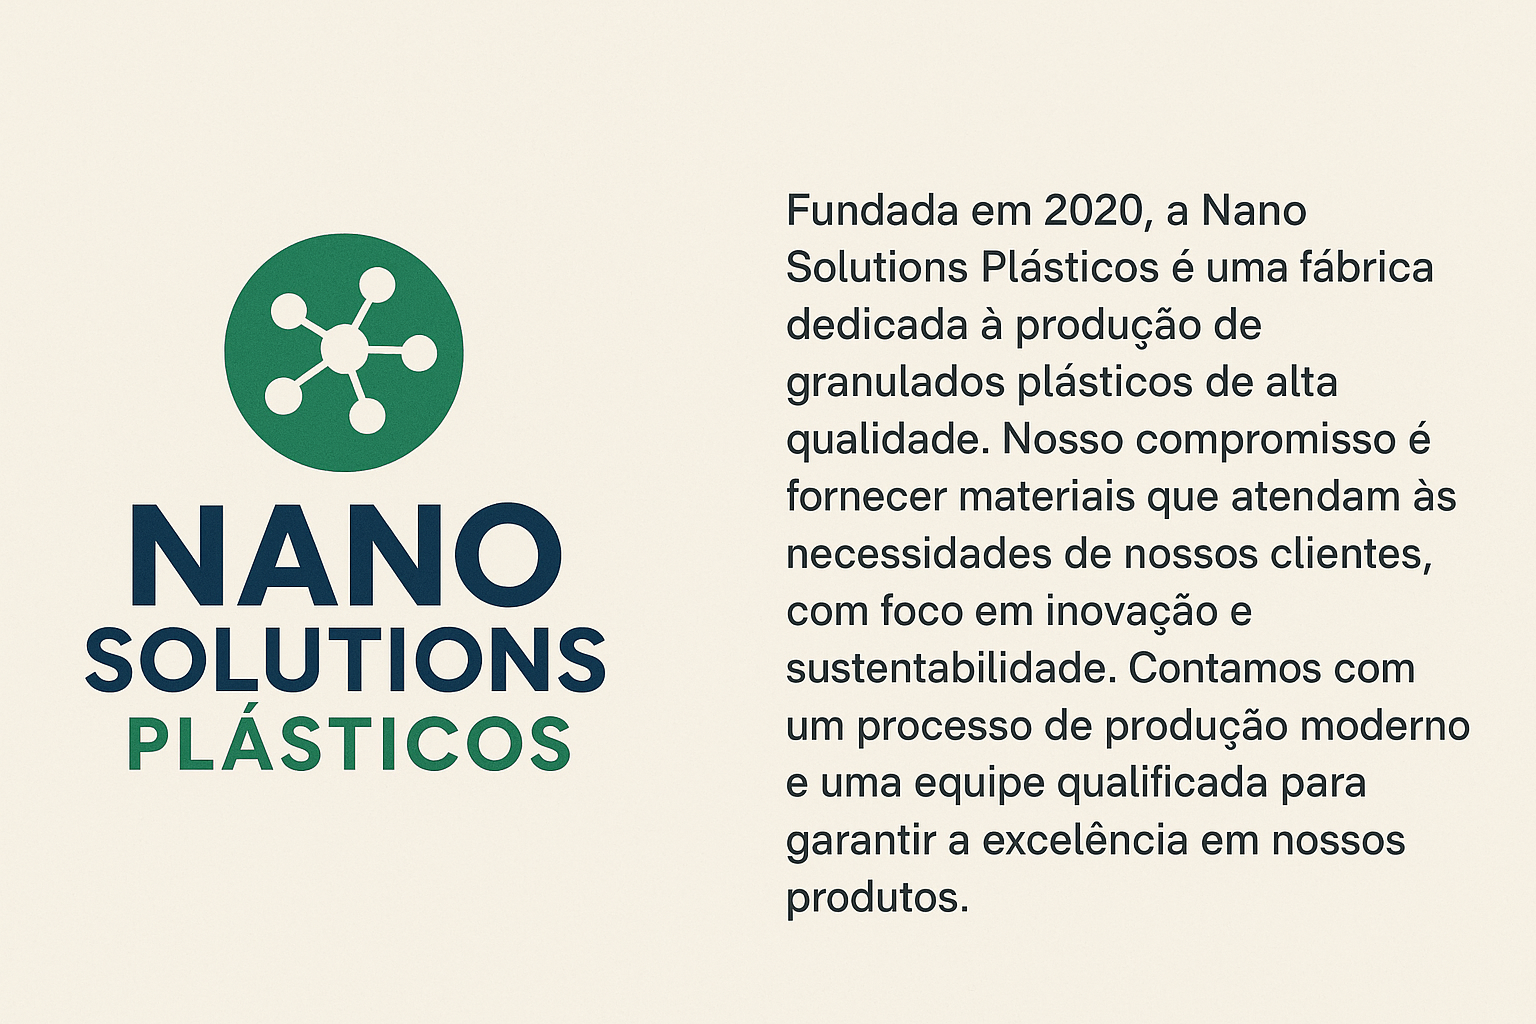 NANO
SOLUTIONS
PLÁSTICOS
Fundada em 2020, a Nano
Solutions Plásticos é uma fábrica
dedicada à produção de
granulados plásticos de alta
qualidade. Nosso compromisso é
fornecer materiais que atendam às
necessidades de nossos clientes,
com foco em inovação e
sustentabilidade. Contamos com
um processo de produção moderno
e uma equipe qualificada para
garantir a excelência em nossos
produtos.